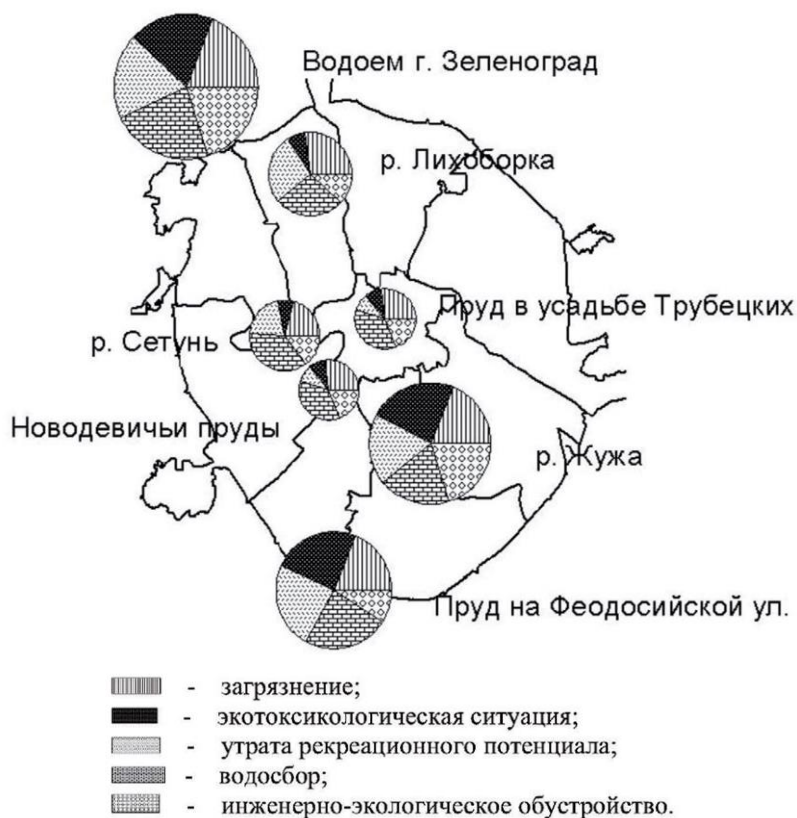 Водоем г. Зеленоград
р. Лихоборка
Пруд в усадьбе Трубецких
р. Сетунь
Новодевичьи пруды
р. Жужа
Пруд на Феодосийской ул.
- загрязнение;
- экотоксикологическая ситуация;
- утрата рекреационного потенциала;
- водосбор;
- инженерно-экологическое обустройство.